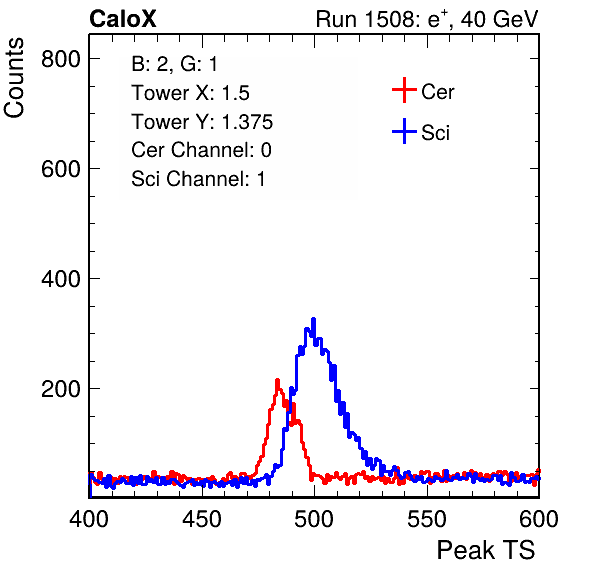 CaloX Run 1508: e⁺, 40 GeV
Counts
800
600
400
200
B: 2, G: 1
Tower X: 1.5
Tower Y: 1.375
Cer Channel: 0
Sci Channel: 1
Cer
Sci
400 450 500 550 600
Peak TS